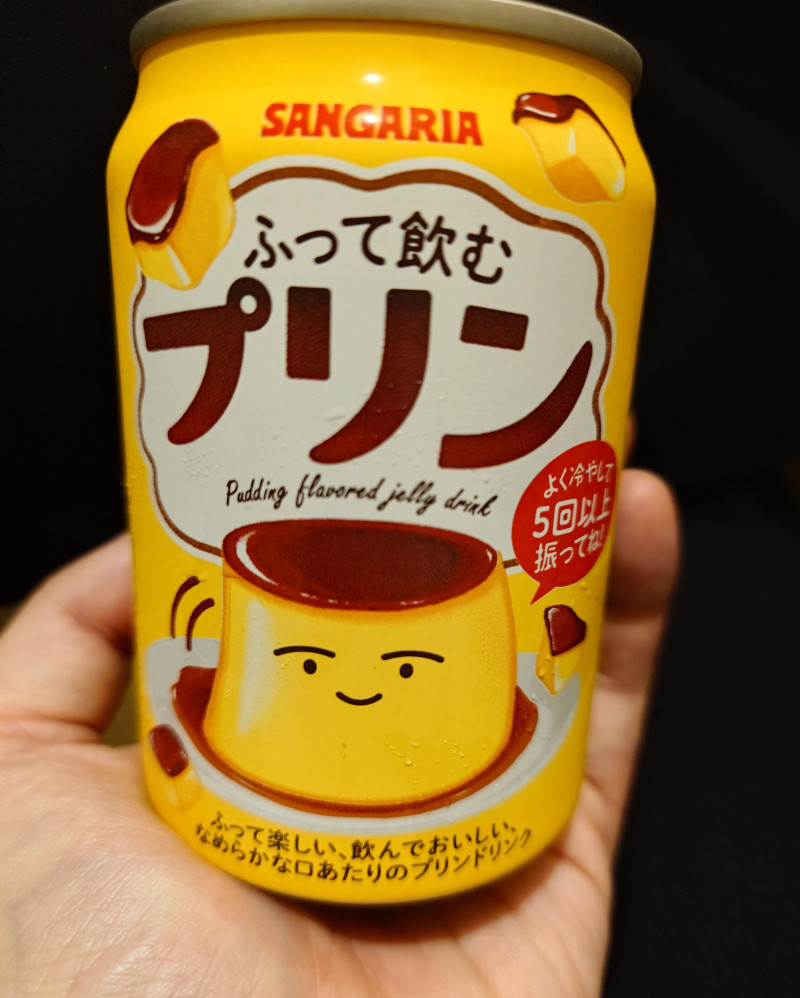 SANGARIA
ふって飲む
プリン
Pudding flavored jelly drink
よく冷やして
5回以上
振ってね!
ふって楽しい、飲んでおいしい、
なめらかな口あたりのプリンドリンク